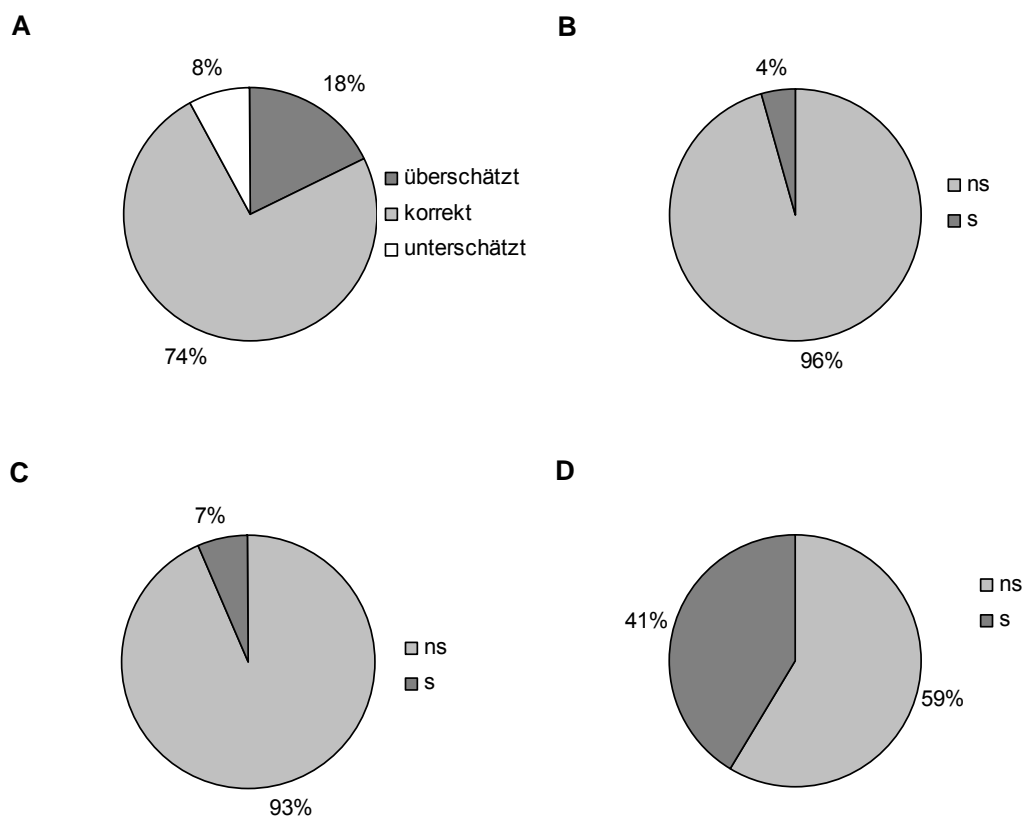 A
8%
18%
überschätzt
korrekt
unterschätzt
74%
B
4%
ns
s
96%
C
7%
ns
s
93%
D
41%
ns
s
59%